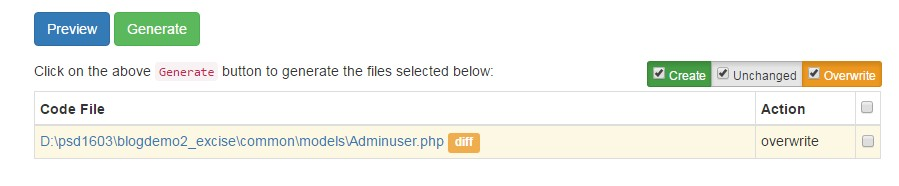 Preview Generate
Click on the above Generate button to generate the files selected below:
Create Unchanged Overwrite
Code File Action
D:\psd1603\blogdemo2_excise\common\models\Adminuser.php diff overwrite